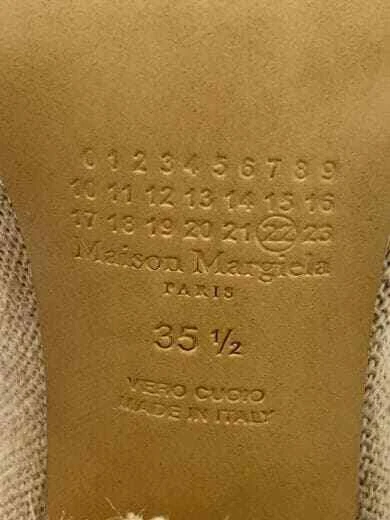 0 1 2 3 4 5 6 7 8 9
10 11 12 13 14 15 16
17 18 19 20 21 22 23
Maison Margiela
PARIS
35 ½
VERO CUOIO
MADE IN ITALY